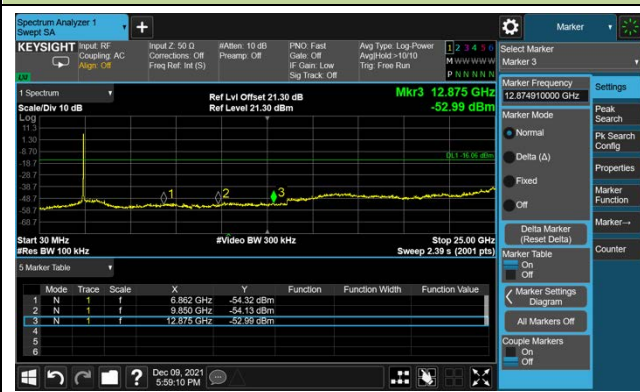 Spectrum Analyzer 1
Swept SA
Marker
KEYSIGHT
Input: RF
Coupling: AC
Align: Off
Input Z: 50 Ω
Corrections: Off
Freq Ref: Int (S)
#Atten: 10 dB
Preamp: Off
PNO: Fast
Gate: Off
IF Gain: Low
Sig Track: Off
Avg Type: Log-Power
Avg|Hold:>10/10
Trig: Free Run
1 2 3 4 5 6
M W W W W W
P N N N N N
Select Marker
Marker 3
1 Spectrum
Scale/Div 10 dB
Ref Lvl Offset 21.30 dB
Ref Level 21.30 dBm
Mkr3 12.875 GHz
-52.99 dBm
Log
11.3
1.30
-8.70
-18.7
-28.7
-38.7
-48.7
-58.7
-68.7
DL1 -16.06 dBm
1
2
3
Start 30 MHz
#Res BW 100 kHz
#Video BW 300 kHz
Stop 25.00 GHz
Sweep 2.39 s (2001 pts)
5 Marker Table
Mode Trace Scale X Y Function Function Width Function Value
1 N 1 f 6.862 GHz -54.32 dBm
2 N 1 f 9.850 GHz -54.13 dBm
3 N 1 f 12.875 GHz -52.99 dBm
4
5
6
Marker Frequency
12.874910000 GHz
Marker Mode
Normal
Delta (Δ)
Fixed
Off
Delta Marker
(Reset Delta)
Marker Table
On
Off
Marker Settings
Diagram
All Markers Off
Couple Markers
On
Off
Settings
Peak
Search
Pk Search
Config
Properties
Marker
Function
Marker→
Counter
Dec 09, 2021
5:59:10 PM